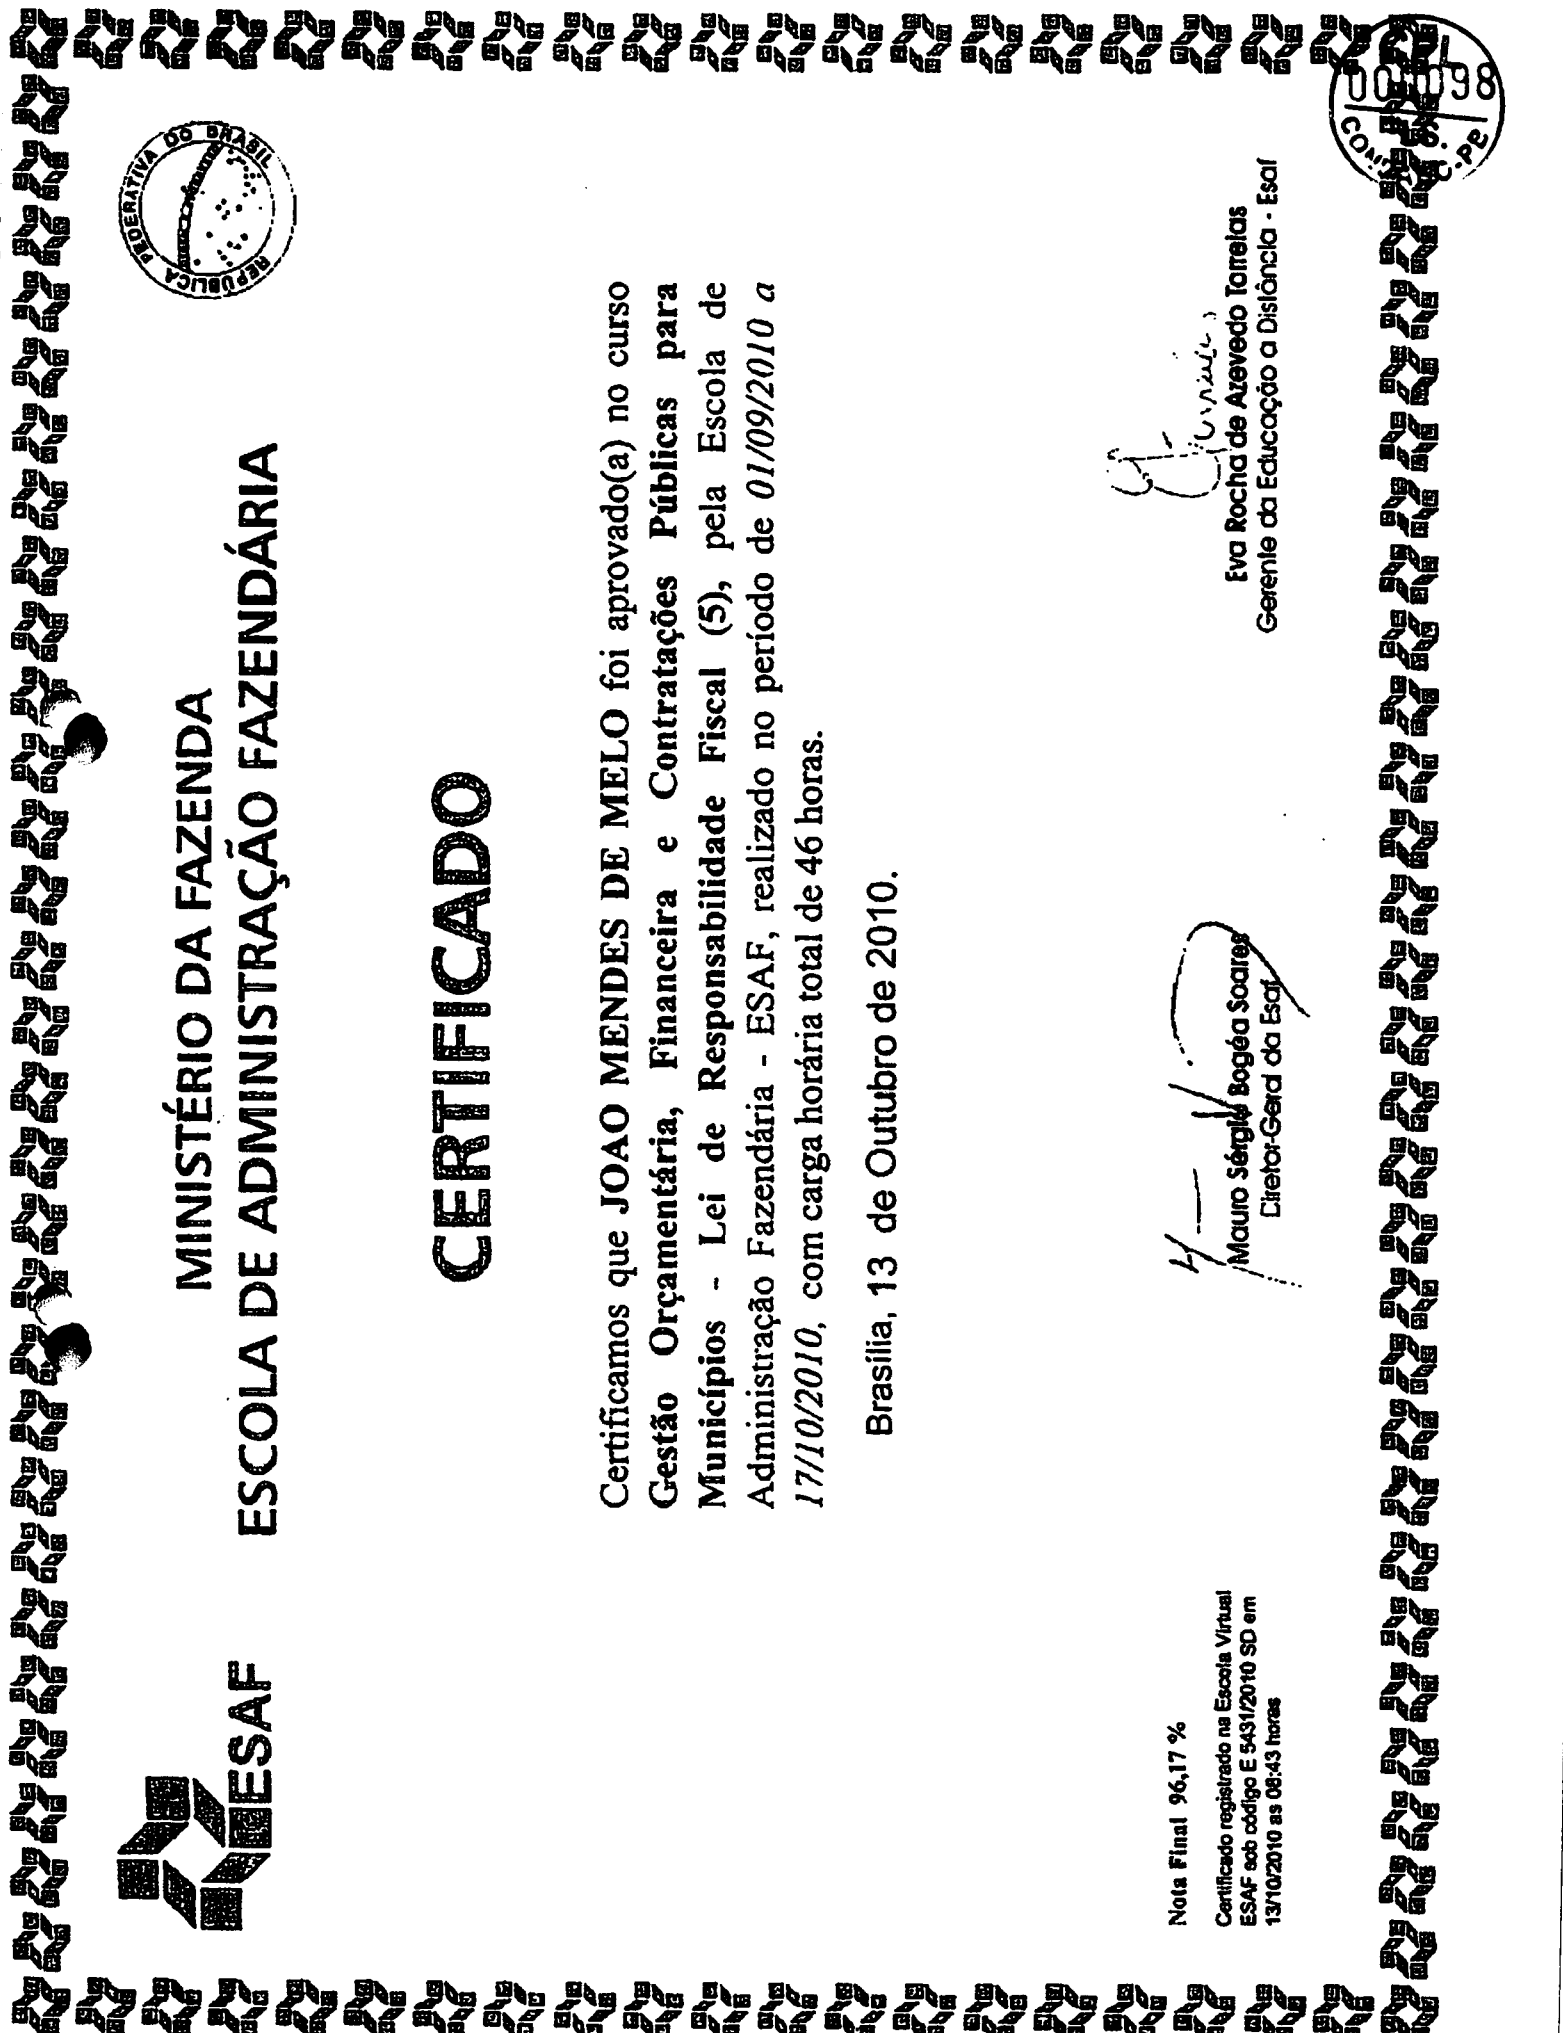 ESAF
MINISTÉRIO DA FAZENDA
ESCOLA DE ADMINISTRAÇÃO FAZENDÁRIA
REPÚBLICA FEDERATIVA DO BRASIL
CERTIFICADO
Certificamos que JOAO MENDES DE MELO foi aprovado(a) no curso
Gestão Orçamentária, Financeira e Contratações Públicas para
Municípios - Lei de Responsabilidade Fiscal (5), pela Escola de
Administração Fazendária - ESAF, realizado no período de 01/09/2010 a
17/10/2010, com carga horária total de 46 horas.
Brasília, 13 de Outubro de 2010.
Nota Final 96,17 %
Certificado registrado na Escola Virtual
ESAF sob código E 5431/2010 SD em
13/10/2010 as 08:43 horas
Mauro Sérgio Bogéa Soares
Diretor-Geral da Esaf
Eva Rocha de Azevedo Torreias
Gerente da Educação a Distância - Esaf